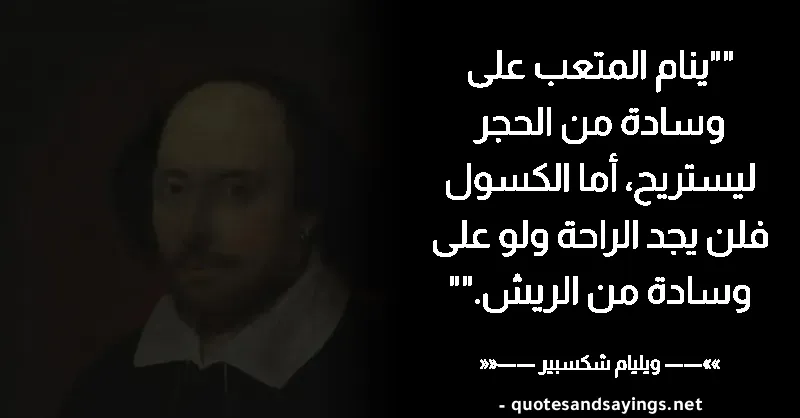 ""ينام المتعب على
وسادة من الحجر
ليستريح، أما الكسول
فلن يجد الراحة ولو على
وسادة من الريش.""
»»—— ويليام شكسبير ——««
- quotesandsayings.net